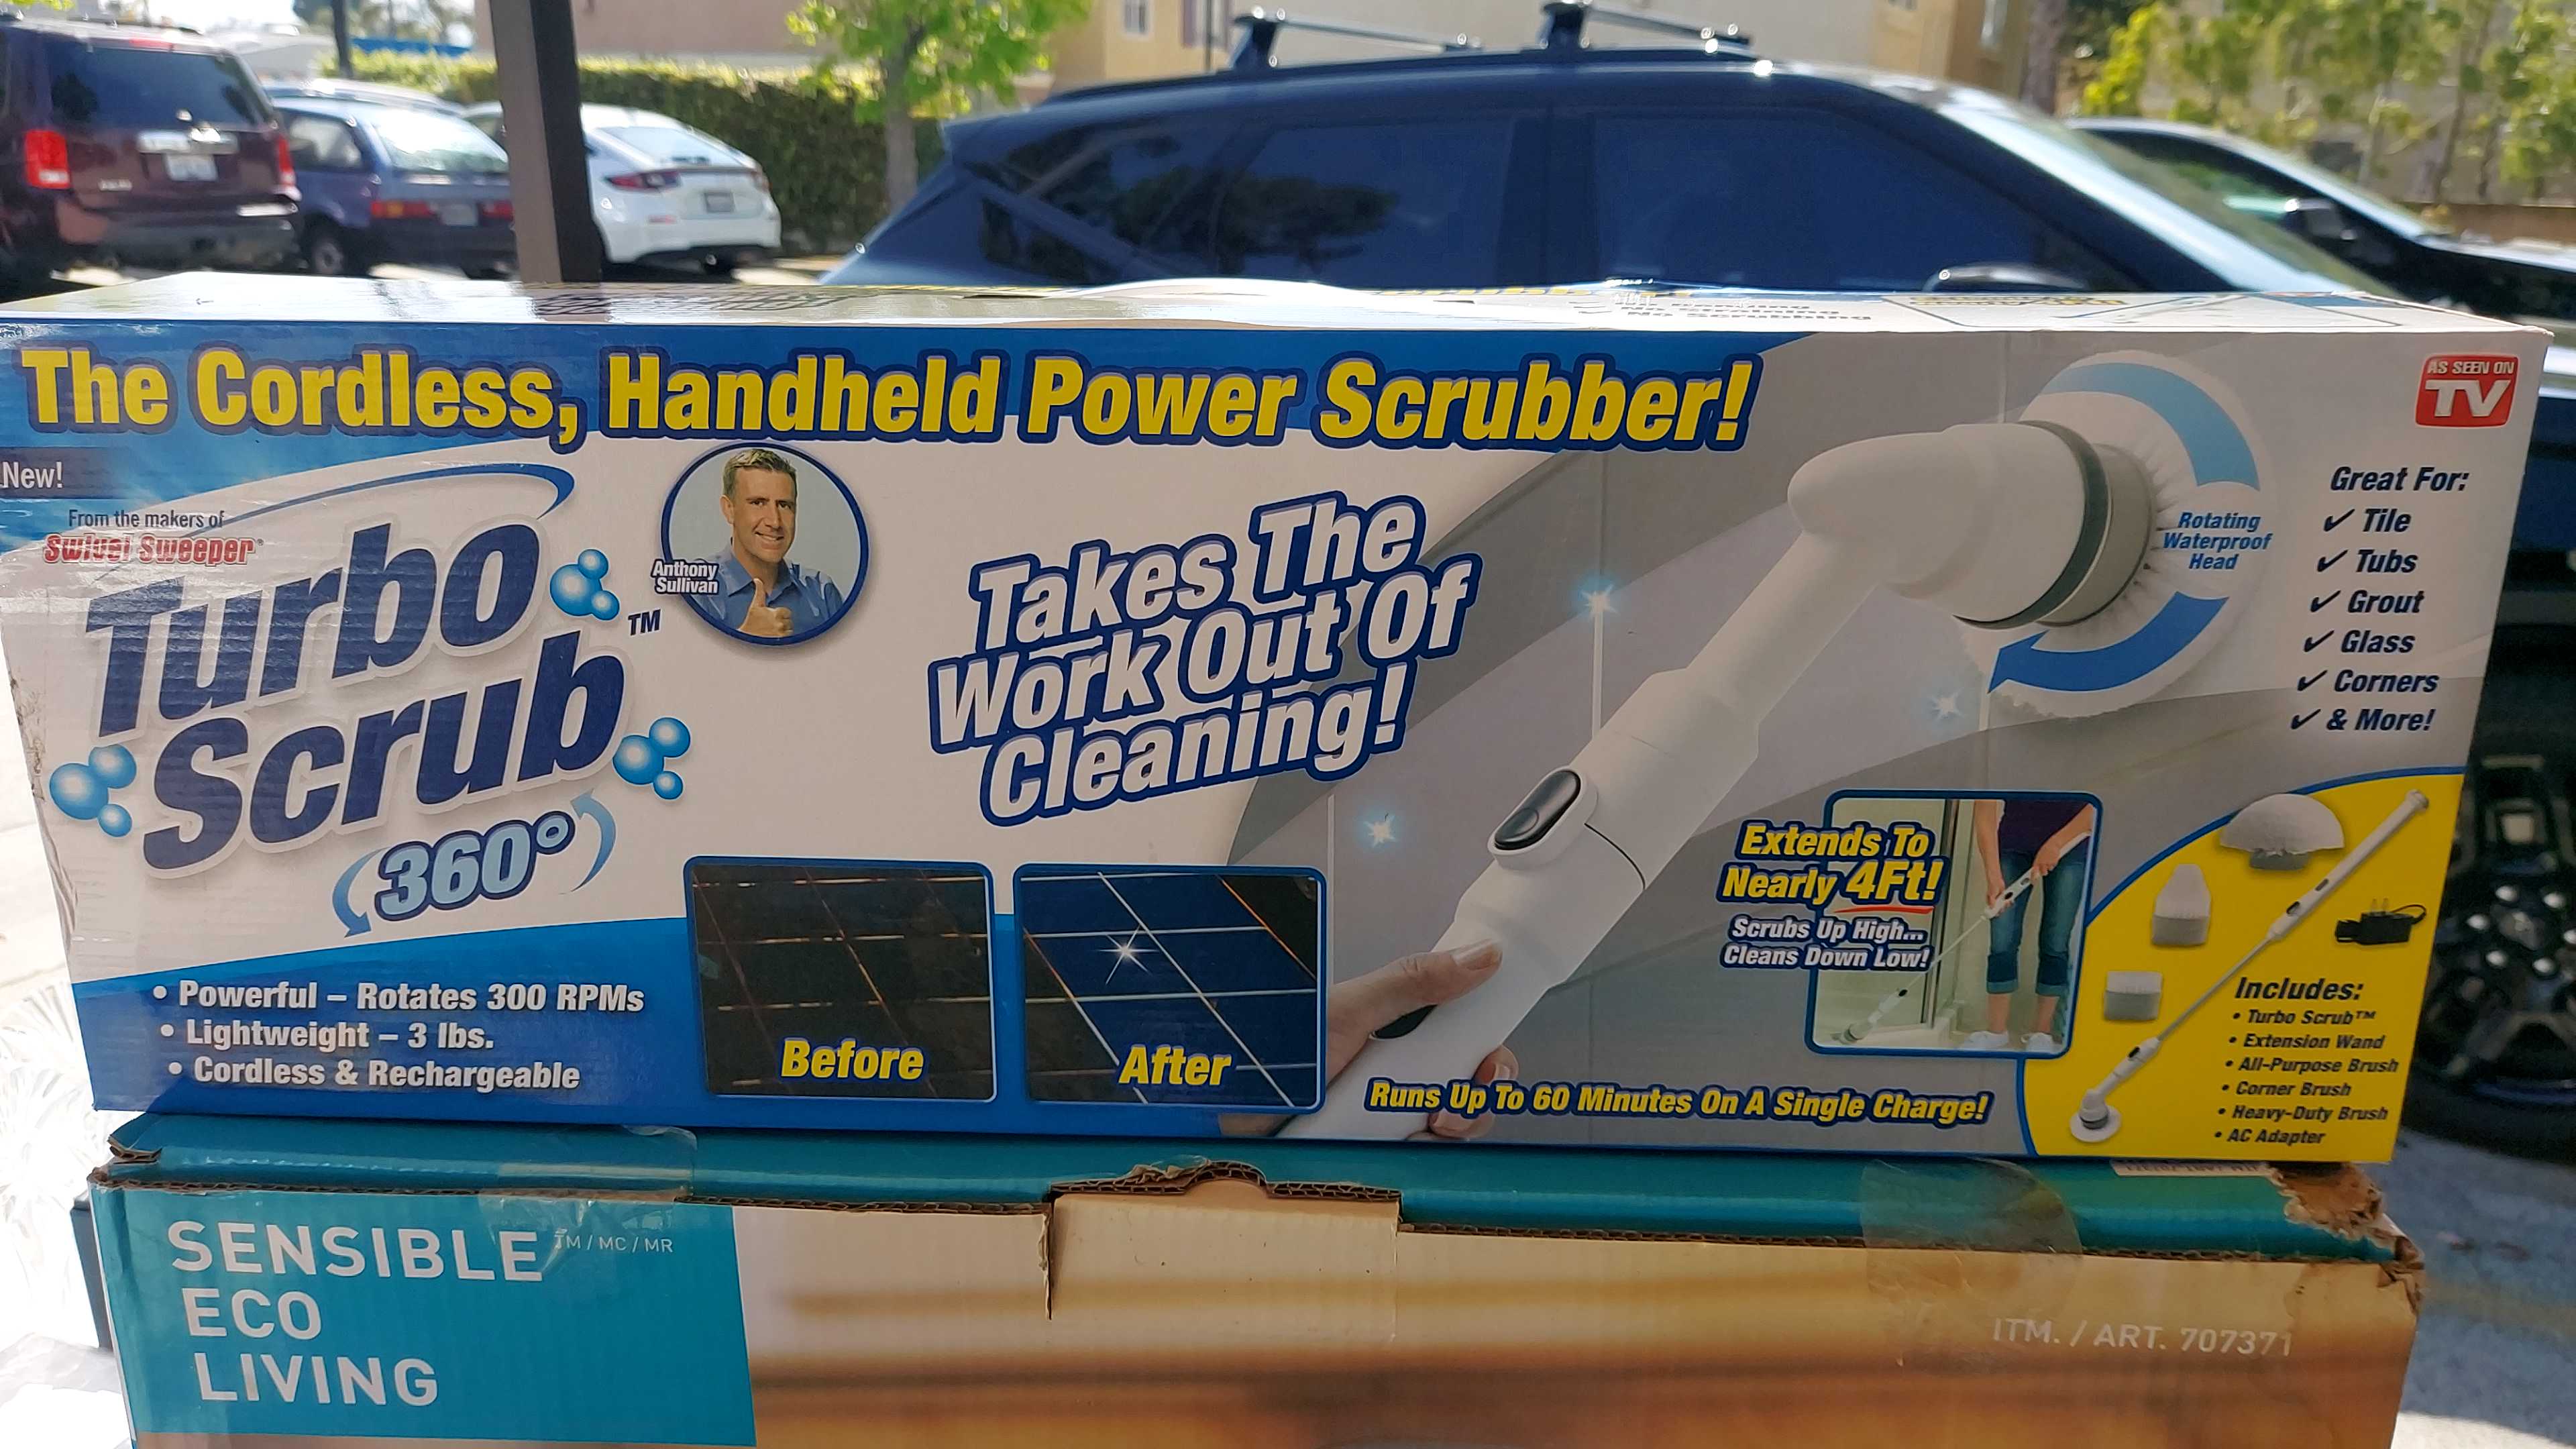 The Cordless, Handheld Power Scrubber!
AS SEEN ON
TV
New!
From the makers of
Swivel Sweeper®
Turbo
Scrub™
360°
Anthony
Sullivan
Takes The
Work Out Of
Cleaning!
Rotating
Waterproof
Head
Great For:
✓ Tile
✓ Tubs
✓ Grout
✓ Glass
✓ Corners
✓ & More!
• Powerful – Rotates 300 RPMs
• Lightweight – 3 lbs.
• Cordless & Rechargeable
Before
After
Extends To
Nearly 4Ft!
Scrubs Up High...
Cleans Down Low!
Runs Up To 60 Minutes On A Single Charge!
Includes:
• Turbo Scrub™
• Extension Wand
• All-Purpose Brush
• Corner Brush
• Heavy-Duty Brush
• AC Adapter
SENSIBLE TM / MC / MR
ECO
LIVING
ITM. / ART. 707371